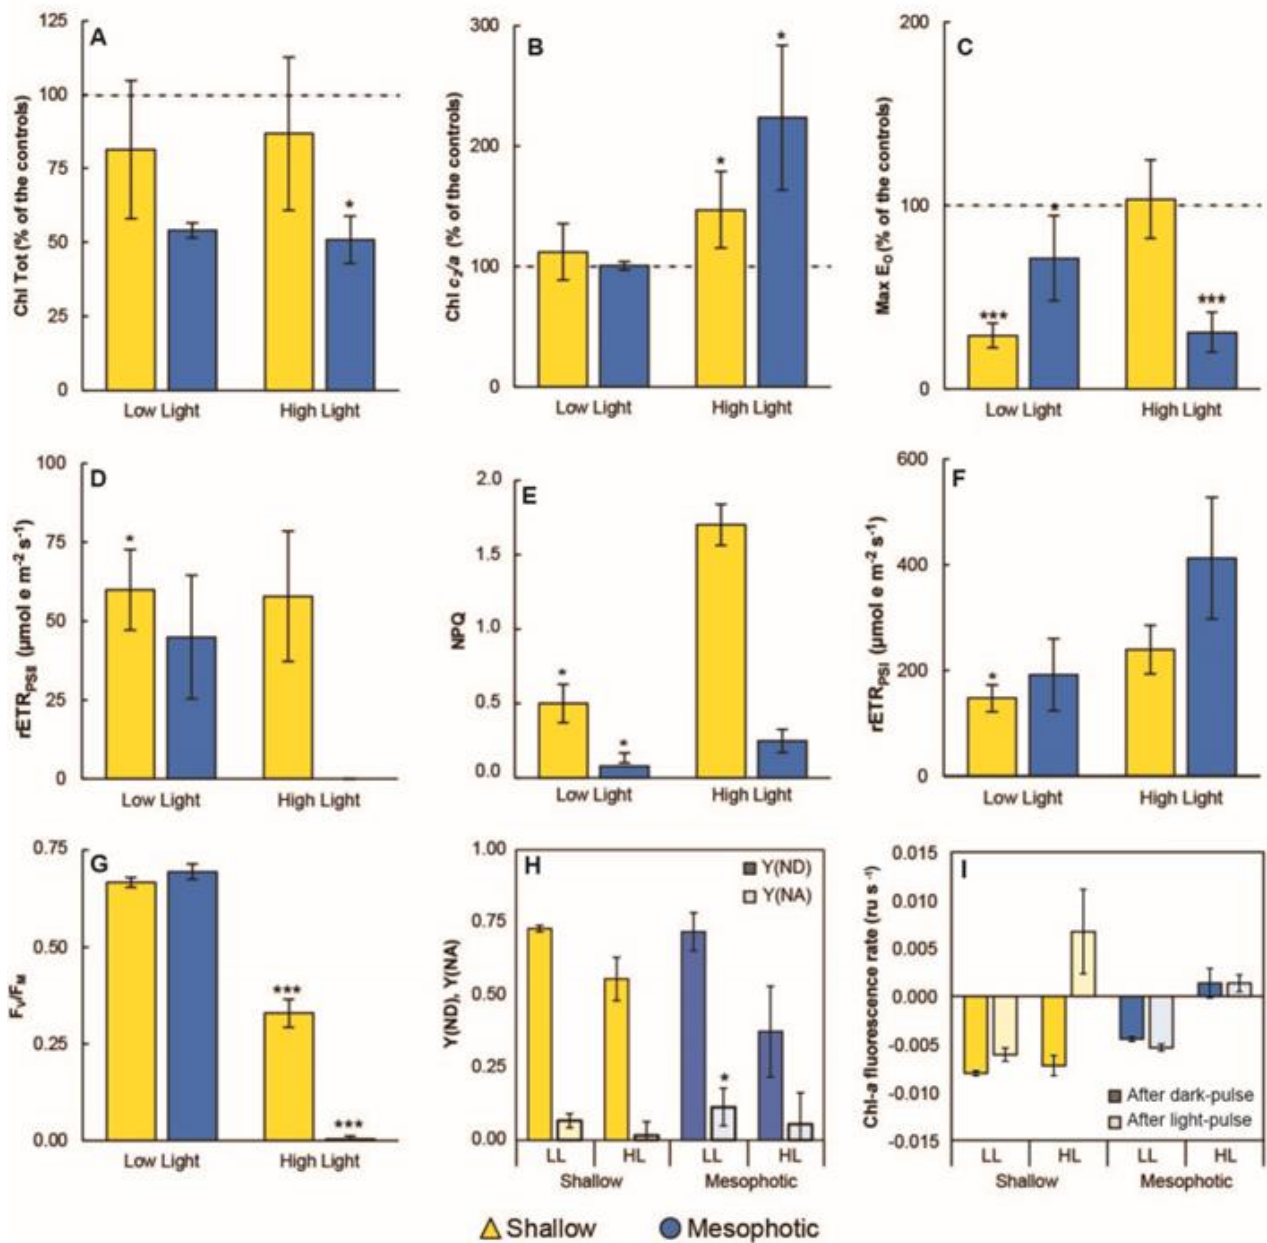 125
100
75
50
25
0
A
Chl Tot (% of the controls)
*
Low Light
High Light
300
200
100
0
B
Chl c2/a (% of the controls)
*
*
Low Light
High Light
200
100
0
C
Max E0 (% of the controls)
***
*
***
Low Light
High Light
100
75
50
25
0
D
rETRPSII (µmol e m-2 s-1)
*
Low Light
High Light
2.0
1.5
1.0
0.5
0.0
E
NPQ
*
*
Low Light
High Light
600
400
200
0
F
rETRPSI (µmol e m-2 s-1)
*
Low Light
High Light
0.75
0.50
0.25
0.00
G
FV/FM
***
***
Low Light
High Light
1.00
0.75
0.50
0.25
0.00
H
Y(ND), Y(NA)
Y(ND)
Y(NA)
*
LL HL LL HL
Shallow Mesophotic
0.015
0.010
0.005
0.000
-0.005
-0.010
-0.015
I
Chl-a fluorescence rate (ru s -1)
After dark-pulse
After light-pulse
LL HL LL HL
Shallow Mesophotic
Shallow Mesophotic